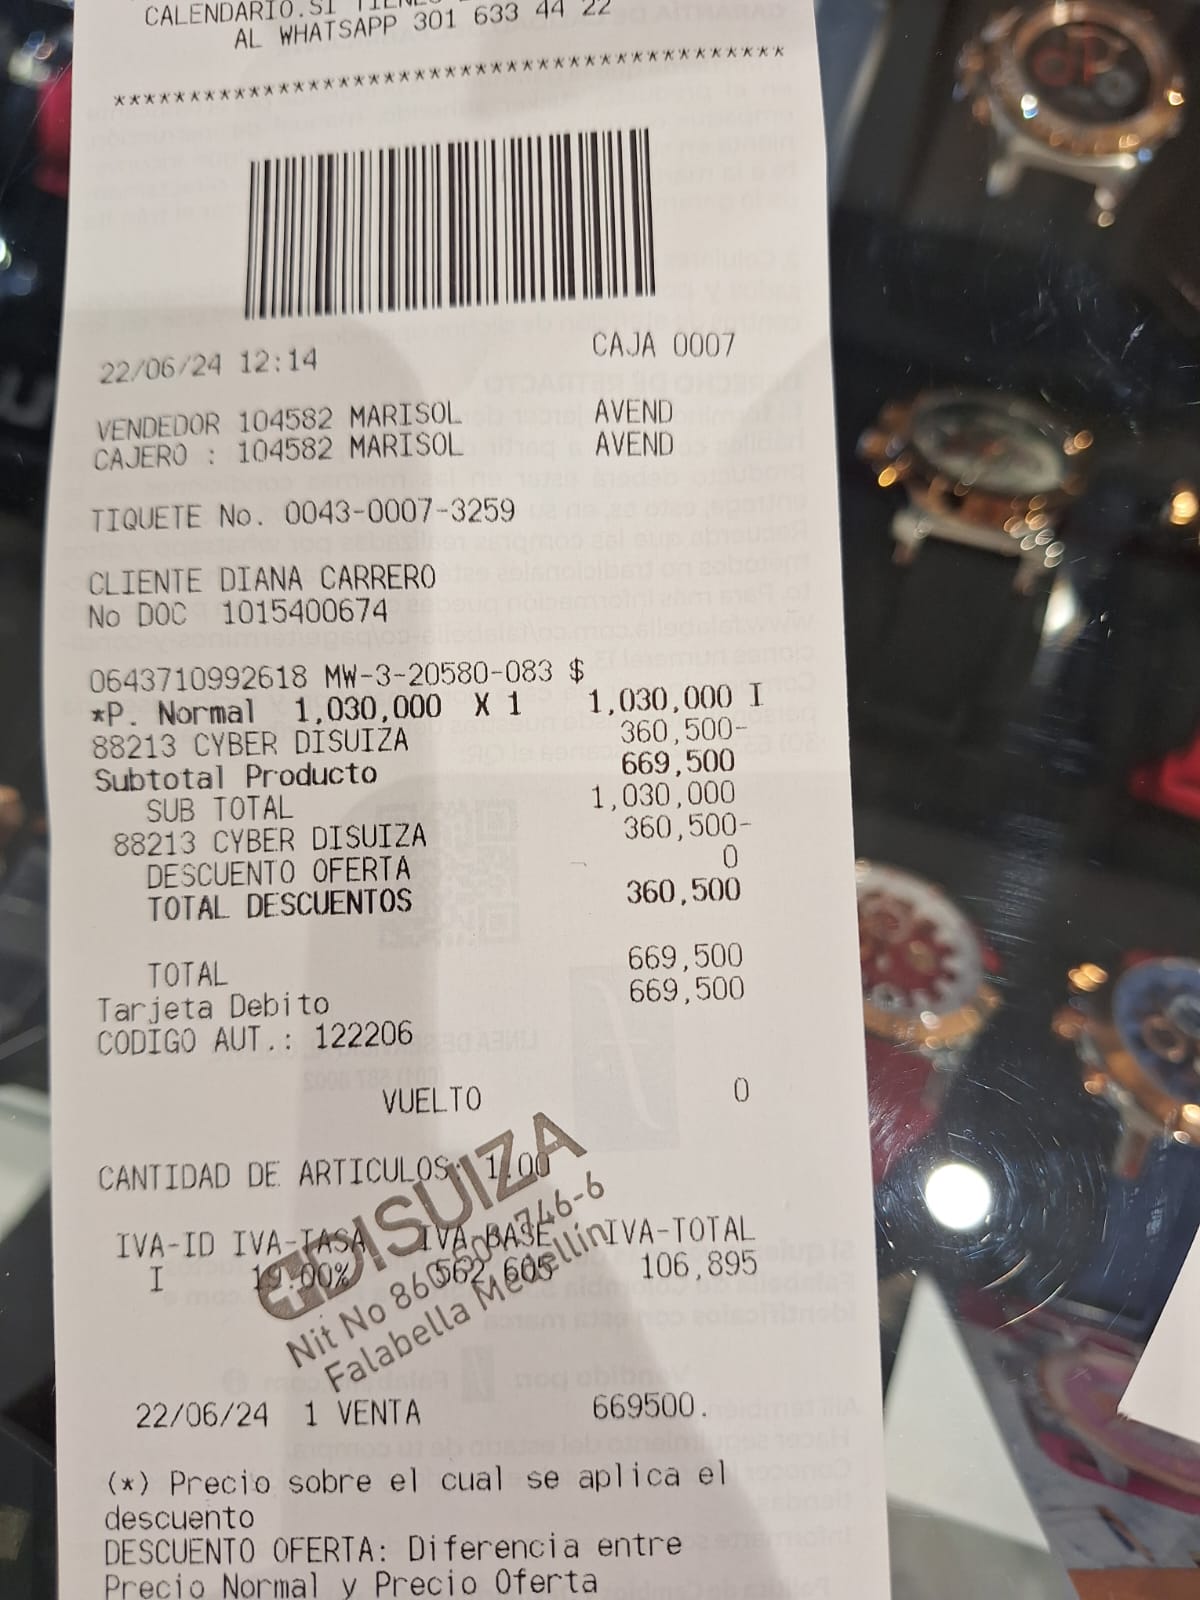 CALENDARIO.SI
AL WHATSAPP 301 633 44 22
********************************************
22/06/24 12:14 CAJA 0007
VENDEDOR 104582 MARISOL AVEND
CAJERO : 104582 MARISOL AVEND
TIQUETE No. 0043-0007-3259
CLIENTE DIANA CARRERO
No DOC 1015400674
0643710992618 MW-3-20580-083 $
*P. Normal 1,030,000 X 1 1,030,000 I
88213 CYBER DISUIZA 360,500-
Subtotal Producto 669,500
SUB TOTAL 1,030,000
88213 CYBER DISUIZA 360,500-
DESCUENTO OFERTA 0
TOTAL DESCUENTOS 360,500
TOTAL 669,500
Tarjeta Debito 669,500
CODIGO AUT.: 122206
VUELTO 0
CANTIDAD DE ARTICULOS: 1.00
IVA-ID IVA-TASA IVA-BASE IVA-TOTAL
I 19.00% 562,605 106,895
DISUIZA
Nit No
Falabella Medellín
22/06/24 1 VENTA 669500.
(*) Precio sobre el cual se aplica el
descuento
DESCUENTO OFERTA: Diferencia entre
Precio Normal y Precio Oferta